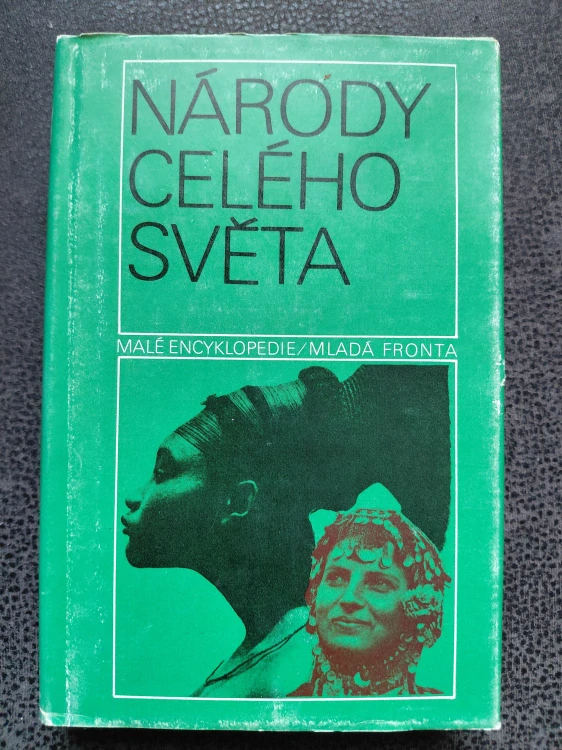 NÁRODY
CELÉHO
SVĚTA
MALÉ ENCYKLOPEDIE/MLADÁ FRONTA